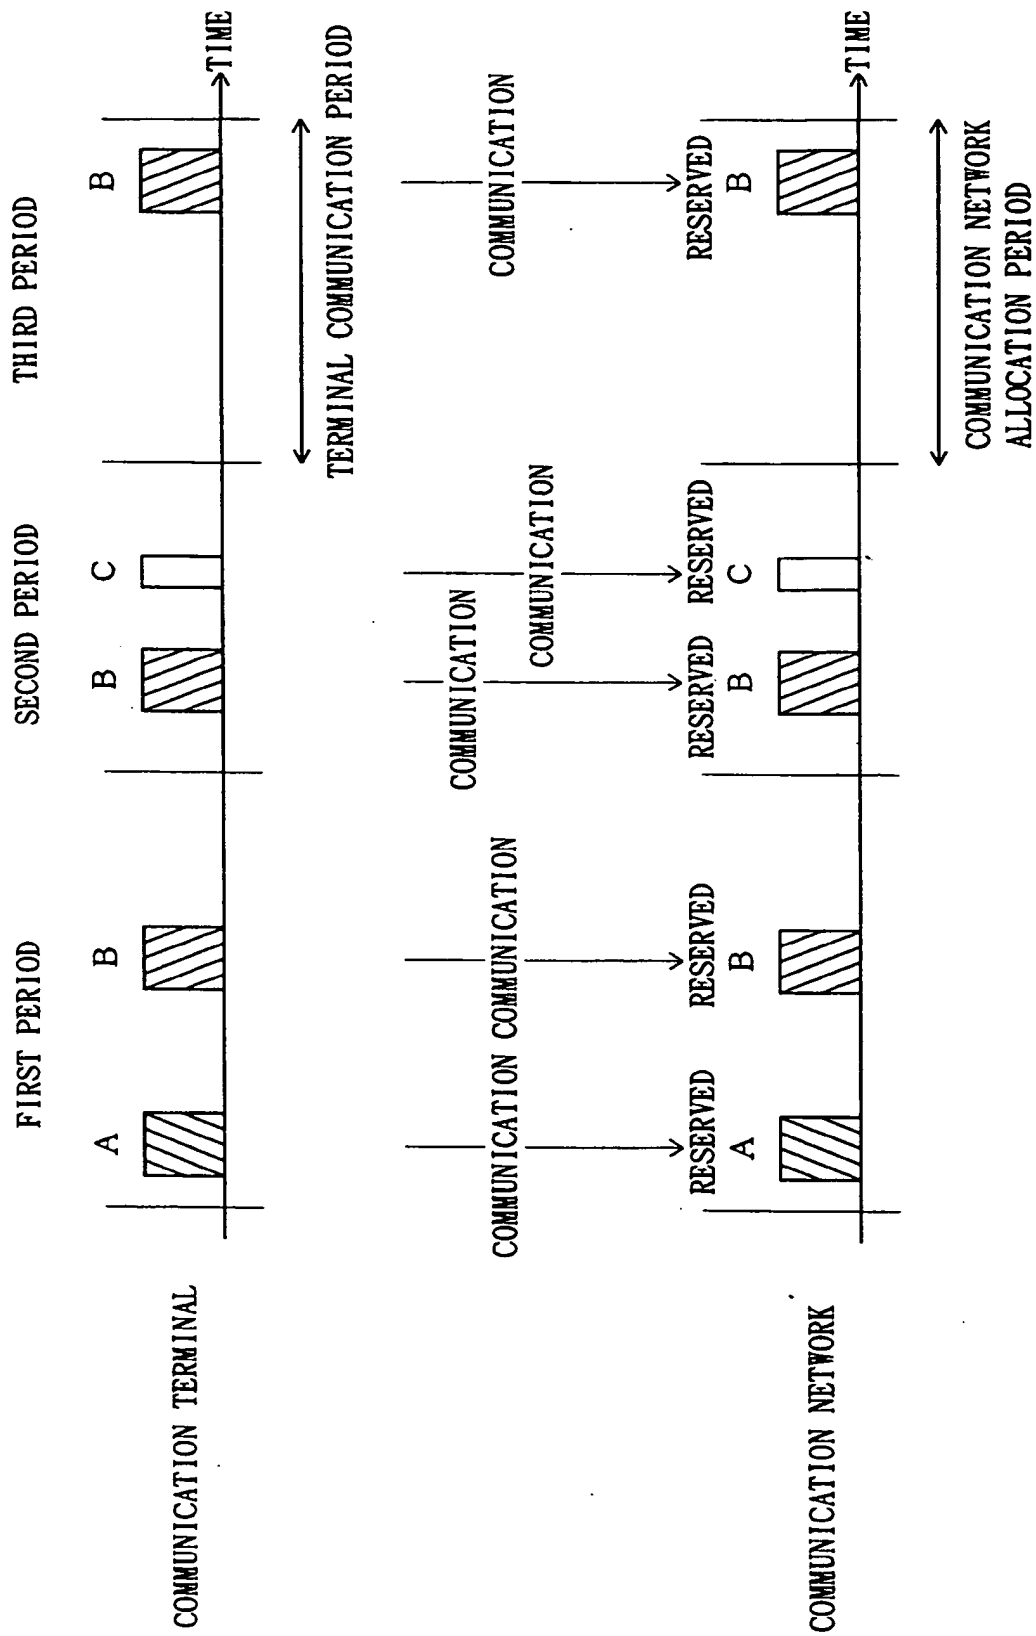 FIRST PERIOD
SECOND PERIOD
THIRD PERIOD
A
B
B
C
B
COMMUNICATION TERMINAL
TIME
TERMINAL COMMUNICATION PERIOD
COMMUNICATION
COMMUNICATION
COMMUNICATION
COMMUNICATION
COMMUNICATION
RESERVED
RESERVED
RESERVED
RESERVED
RESERVED
A
B
B
C
B
COMMUNICATION NETWORK
TIME
COMMUNICATION NETWORK
ALLOCATION PERIOD